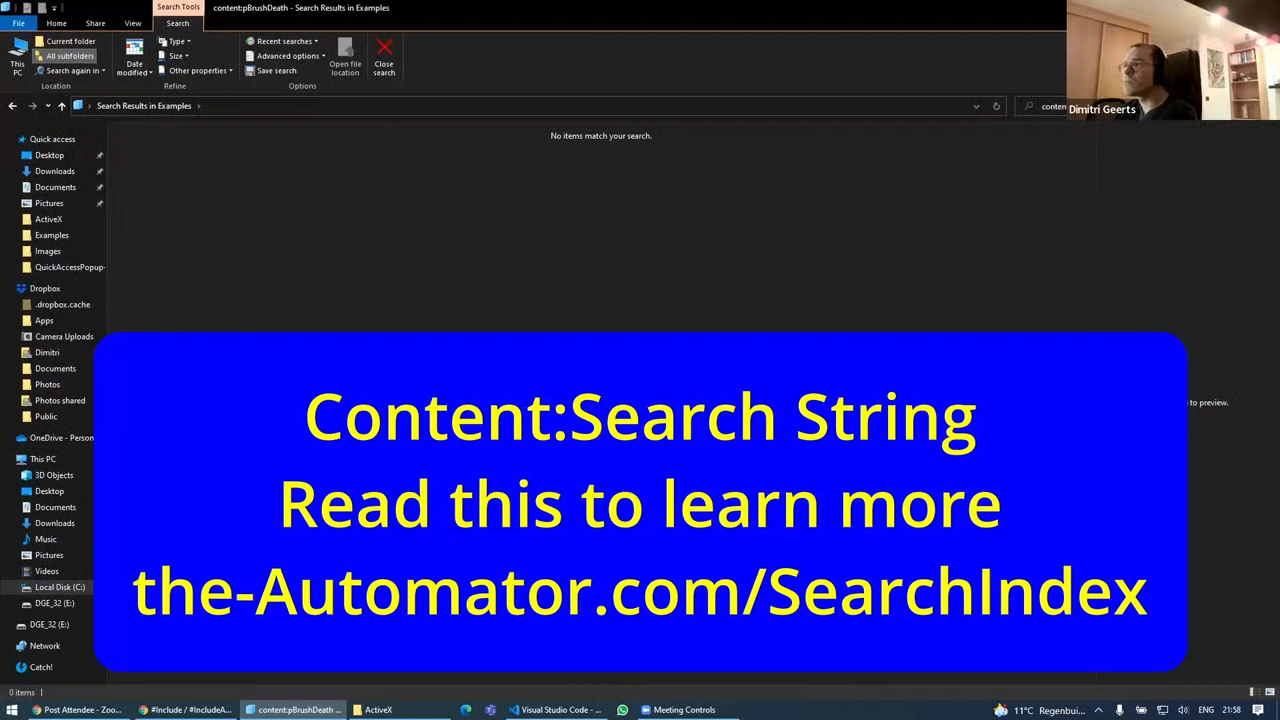 Search Tools
content:pBrushDeath - Search Results in Examples
File
Home
Share
View
Search
This PC
Current folder
All subfolders
Search again in
Location
Date modified
Type
Size
Other properties
Refine
Recent searches
Advanced options
Save search
Options
Open file location
Close search
Search Results in Examples
conten
Dimitri Geerts
No items match your search.
Quick access
Desktop
Downloads
Documents
Pictures
ActiveX
Examples
Images
QuickAccessPopup-
Dropbox
.dropbox.cache
Apps
Camera Uploads
Dimitri
Documents
Photos
Photos shared
Public
OneDrive - Person
This PC
3D Objects
Desktop
Documents
Downloads
Music
Pictures
Videos
Local Disk (C:)
DGE_32 (E:)
DGE_32 (E:)
Network
Catch!
to preview.
Content:Search String
Read this to learn more
the-Automator.com/SearchIndex
0 items
Post Attendee - Zoo...
#Include / #IncludeA...
content:pBrushDeath ...
ActiveX
Visual Studio Code - ...
Meeting Controls
11°C Regenbui...
ENG
21:58